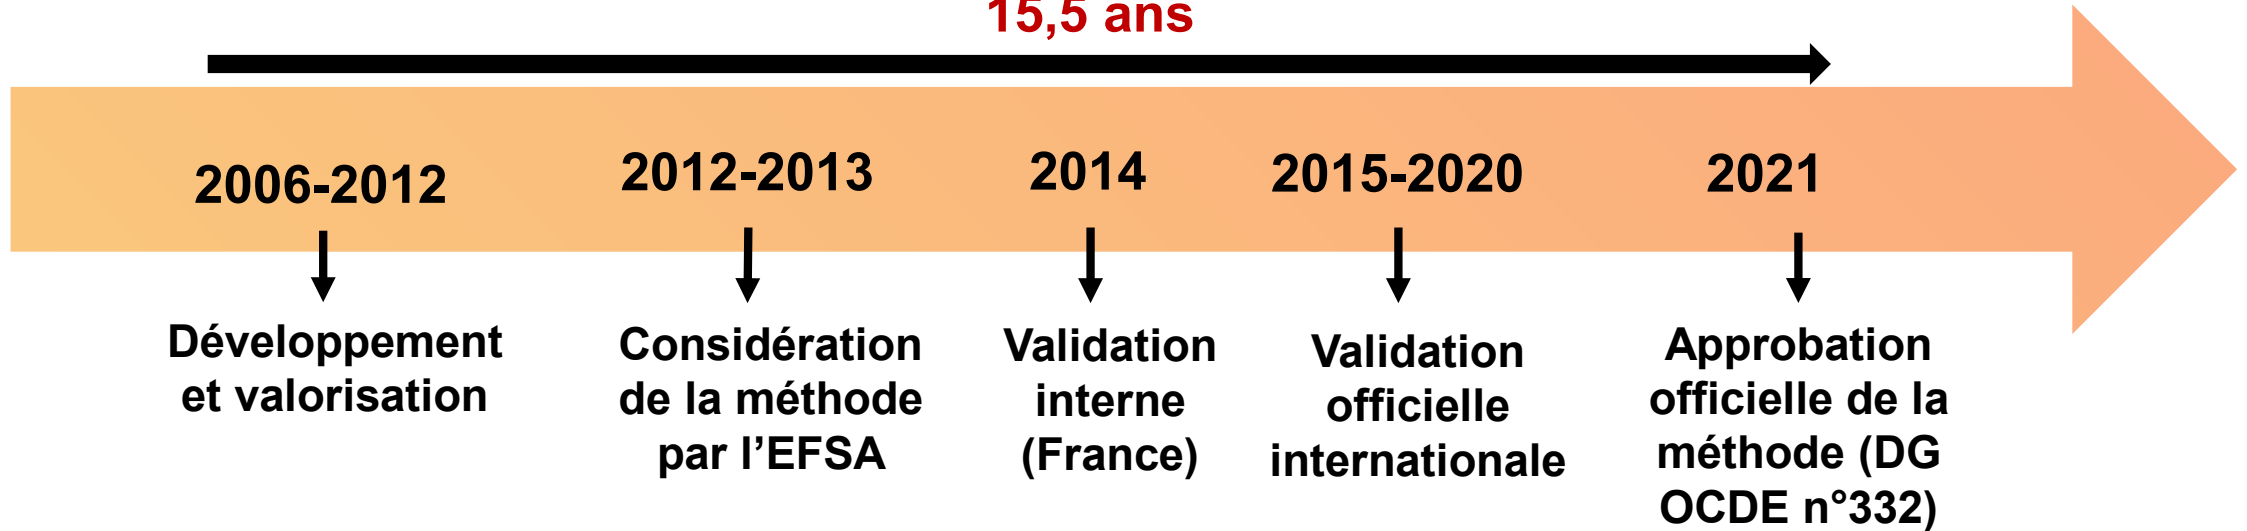 15,5 ans
2006-2012
2012-2013
2014
2015-2020
2021
Développement
et valorisation
Considération
de la méthode
par l’EFSA
Validation
interne
(France)
Validation
officielle
internationale
Approbation
officielle de la
méthode (DG
OCDE n°332)